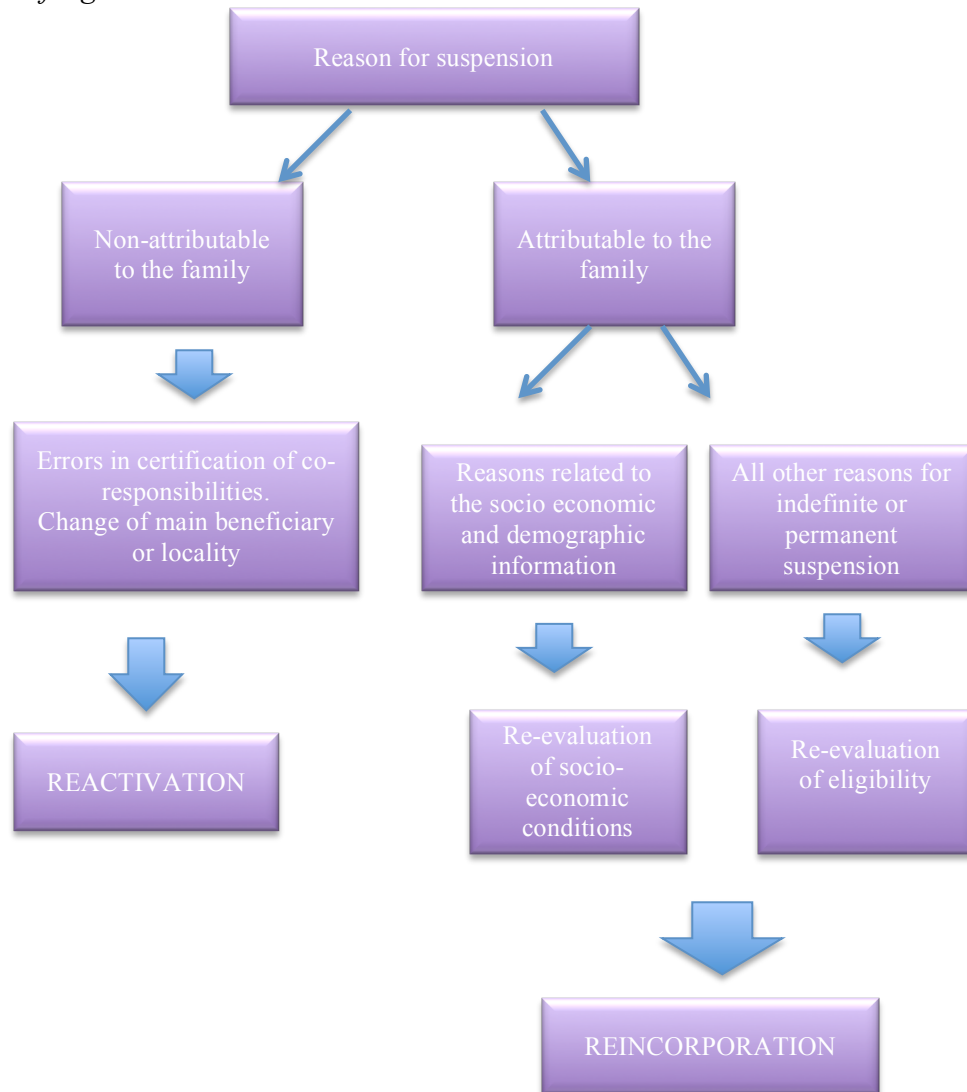 Reason for suspension
Non-attributable
to the family
Attributable to the
family
Errors in certification of co-
responsibilities.
Change of main beneficiary
or locality
Reasons related to
the socio economic
and demographic
information
All other reasons for
indefinite or
permanent
suspension
REACTIVATION
Re-evaluation
of socio-
economic
conditions
Re-evaluation
of eligibility
REINCORPORATION